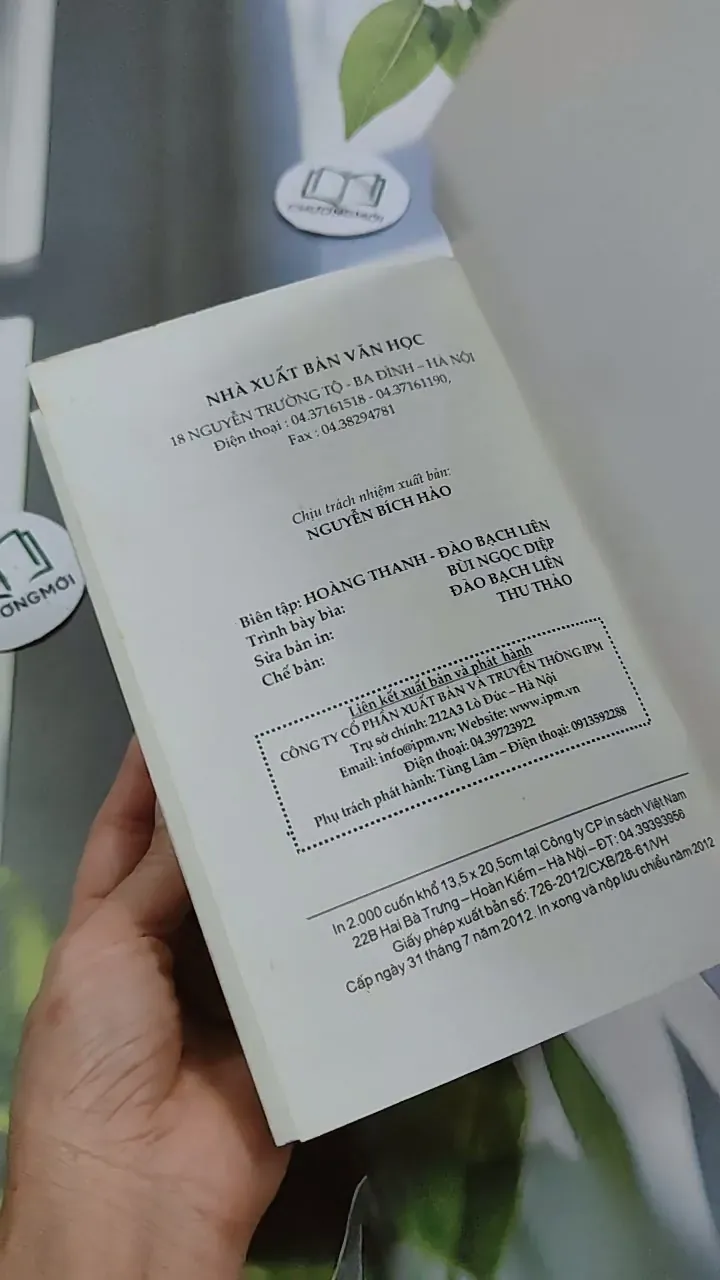 CHƯƠNG MỚI
NHÀ XUẤT BẢN VĂN HỌC
18 NGUYỄN TRƯỜNG TỘ - BA ĐÌNH – HÀ NỘI
Điện thoại : 04.37161518 - 04.37161190,
Fax : 04.38294781
Chịu trách nhiệm xuất bản:
NGUYỄN BÍCH HẢO
Biên tập: HOÀNG THANH - ĐÀO BẠCH LIÊN
Trình bày bìa: BÙI NGỌC DIỆP
Sửa bản in: ĐÀO BẠCH LIÊN
Chế bản: THU THẢO
ƯƠNG MỚI
Liên kết xuất bản và phát hành
CÔNG TY CỔ PHẦN XUẤT BẢN VÀ TRUYỀN THÔNG IPM
Trụ sở chính: 212A3 Lò Đúc – Hà Nội
Email: info@ipm.vn; Website: www.ipm.vn
Điện thoại: 04.39723922
Phụ trách phát hành: Tùng Lâm – Điện thoại: 0913592288
In 2.000 cuốn khổ 13,5 x 20,5cm tại Công ty CP in sách Việt Nam
22B Hai Bà Trưng – Hoàn Kiếm – Hà Nội –ĐT: 04.39393956
Giấy phép xuất bản số: 726-2012/CXB/28-61/VH
Cấp ngày 31 tháng 7 năm 2012. In xong và nộp lưu chiểu năm 2012